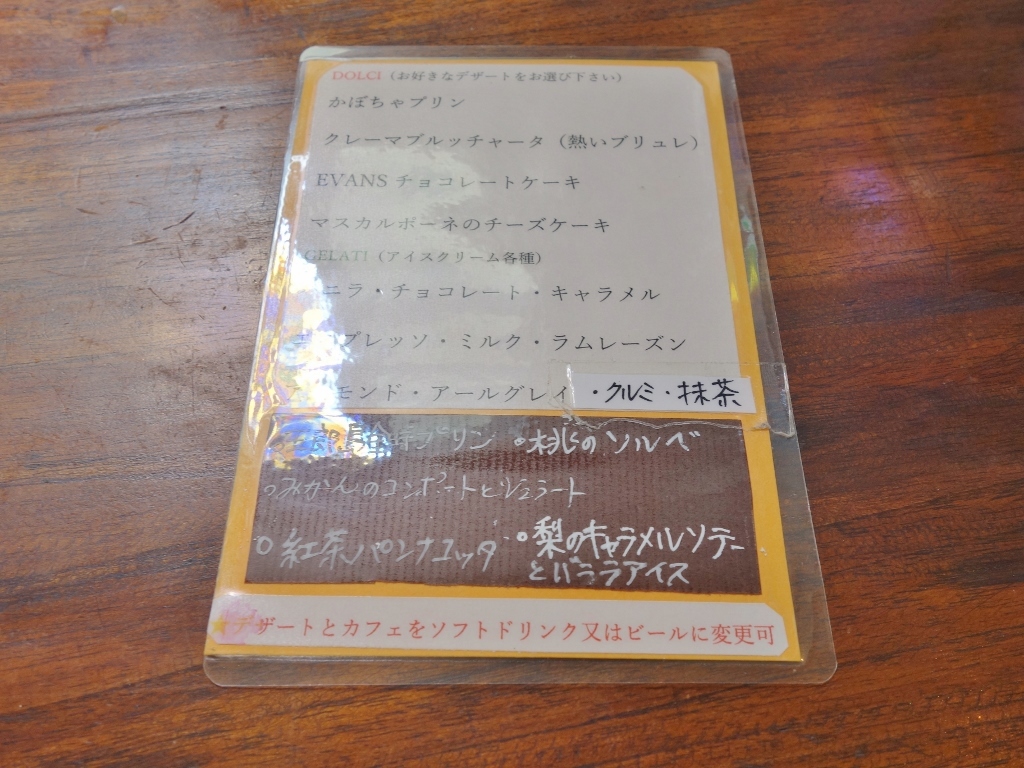 DOLCI（お好きなデザートをお選び下さい）
かぼちゃプリン
クレーマブルッチャータ（熱いブリュレ）
EVANS チョコレートケーキ
マスカルポーネのチーズケーキ
GELATI（アイスクリーム各種）
ニラ・チョコレート・キャラメル
プレッソ・ミルク・ラムレーズン
モンド・アールグレイ ・クルミ・抹茶
プリン ○桃のソルベ
○みかんのコンポートとジェラート
○紅茶パンナコッタ ○梨のキャラメルソテー
とバニラアイス
★デザートとカフェをソフトドリンク又はビールに変更可